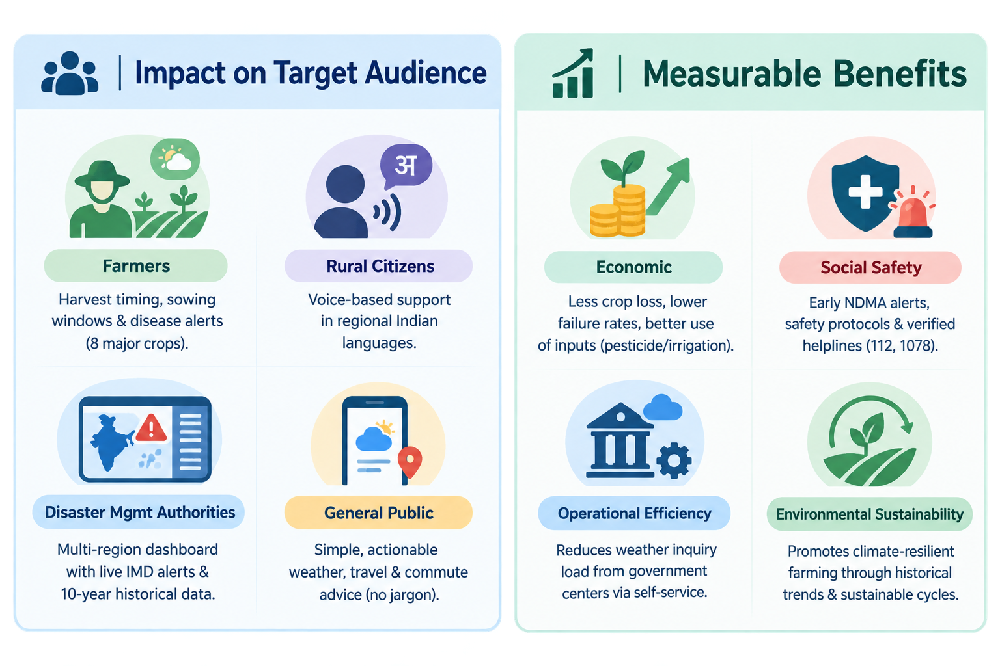 Impact on Target Audience
अ
Farmers
Harvest timing, sowing
windows & disease alerts
(8 major crops).
Rural Citizens
Voice-based support
in regional Indian
languages.
Disaster Mgmt Authorities
Multi-region dashboard
with live IMD alerts &
10-year historical data.
General Public
Simple, actionable
weather, travel & commute
advice (no jargon).
Measurable Benefits
Economic
Less crop loss, lower
failure rates, better use
of inputs (pesticide/irrigation).
Social Safety
Early NDMA alerts,
safety protocols & verified
helplines (112, 1078).
Operational Efficiency
Reduces weather inquiry
load from government
centers via self-service.
Environmental Sustainability
Promotes climate-resilient
farming through historical
trends & sustainable cycles.